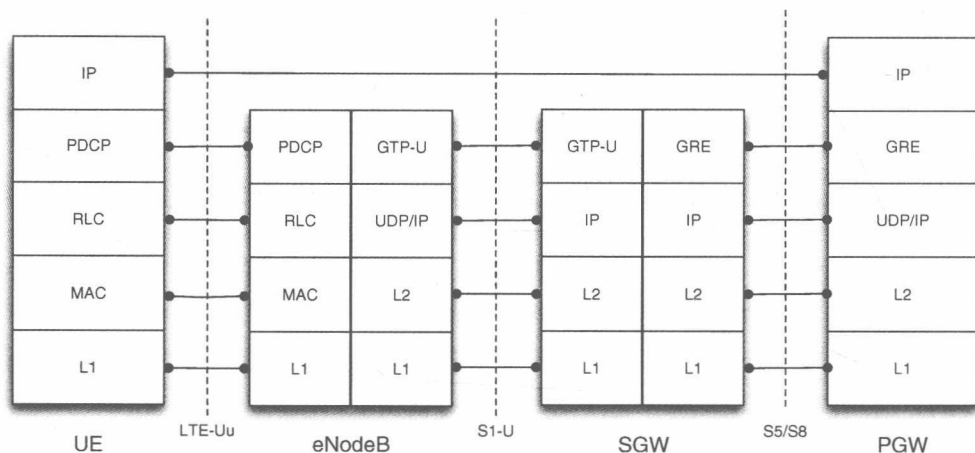 IP IP
PDCP PDCP GTP-U GTP-U GRE GRE
RLC RLC UDP/IP IP IP UDP/IP
MAC MAC L2 L2 L2 L2
L1 L1 L1 L1 L1 L1
LTE-Uu S1-U S5/S8
UE eNodeB SGW PGW